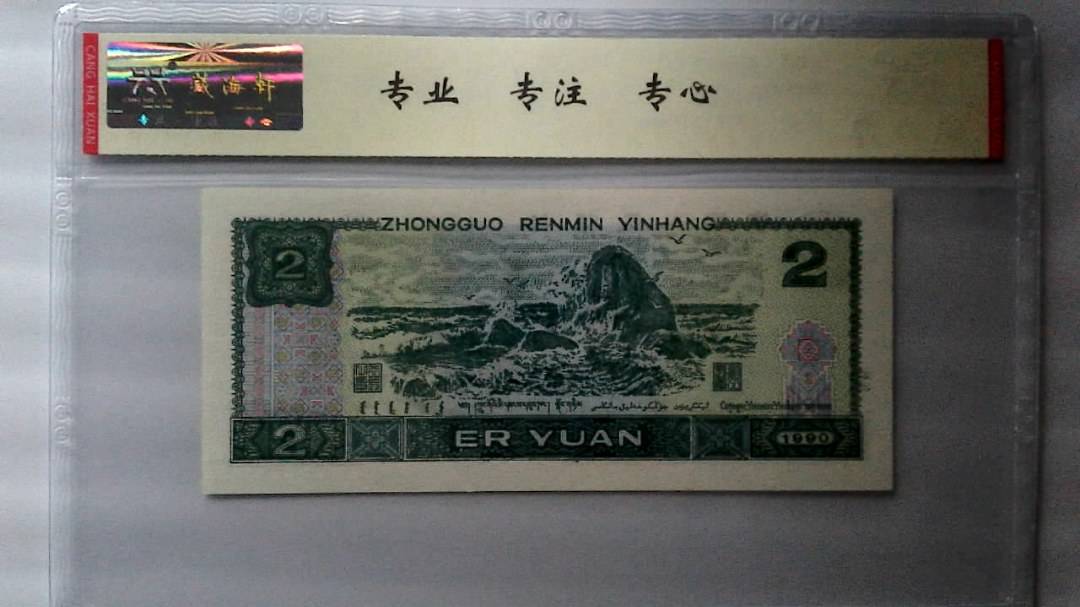 CANG HAI XUAN
藏海轩
专业 专注 专心
ZHONGGUO RENMIN YINHANG
2
2
2
ER YUAN
1990